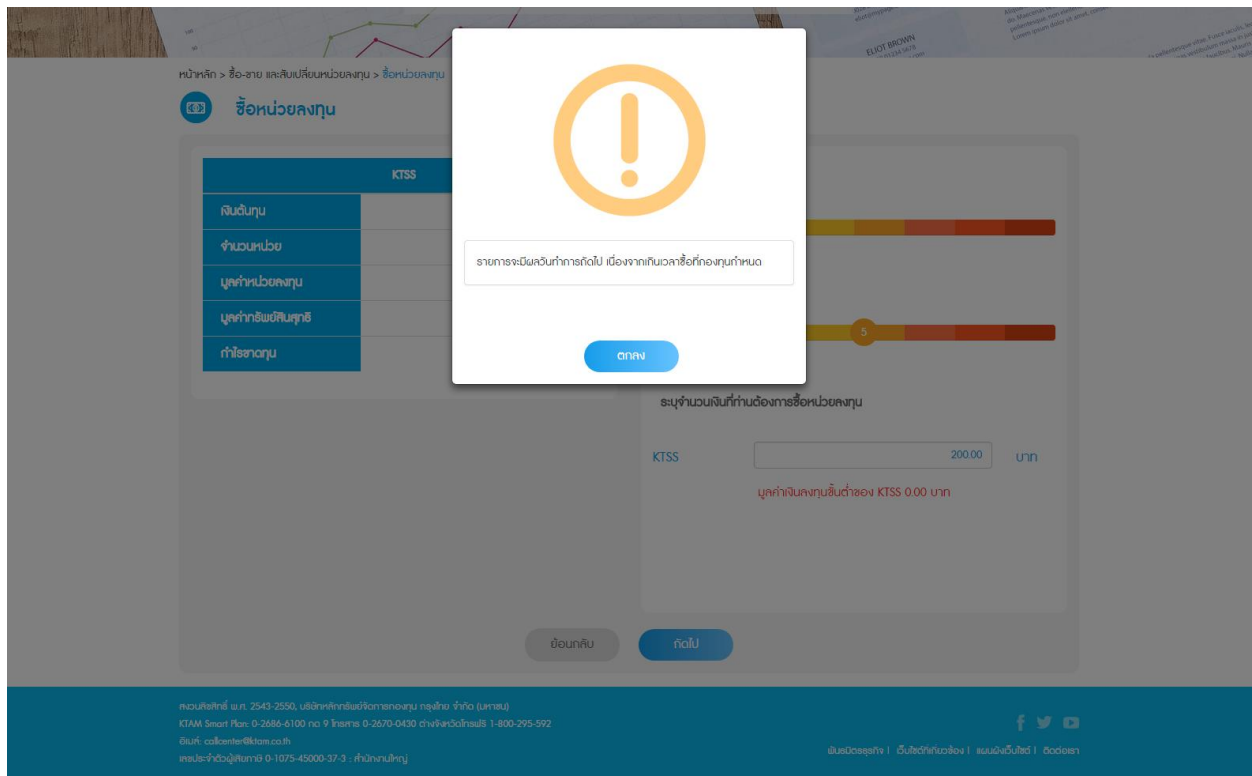 ELIOT BROWN
หน้าหลัก > ซื้อ-ขาย และสับเปลี่ยนหน่วยลงทุน > ซื้อหน่วยลงทุน
ซื้อหน่วยลงทุน
KTSS
เงินต้นทุน
จำนวนหน่วย
มูลค่าหน่วยลงทุน
มูลค่าทรัพย์สินสุทธิ
กำไรขาดทุน
รายการจะมีผลวันทำการถัดไป เนื่องจากเกินเวลาซื้อที่กองทุนกำหนด
ตกลง
5
ระบุจำนวนเงินที่ท่านต้องการซื้อหน่วยลงทุน
KTSS 200.00 บาท
มูลค่าเงินลงทุนขั้นต่ำของ KTSS 0.00 บาท
ย้อนกลับ ถัดไป
สงวนลิขสิทธิ์ พ.ศ. 2543-2550, บริษัทหลักทรัพย์จัดการกองทุน กรุงไทย จำกัด (มหาชน)
KTAM Smart Plan: 0-2686-6100 กด 9 โทรสาร 0-2670-0430 ต่างจังหวัดโทรฟรี 1-800-295-592
อีเมล์: callcenter@ktam.co.th
เลขประจำตัวผู้เสียภาษี 0-1075-45000-37-3 : สำนักงานใหญ่
พันธมิตรธุรกิจ | เว็บไซต์ที่เกี่ยวข้อง | แผนผังเว็บไซต์ | ติดต่อเรา